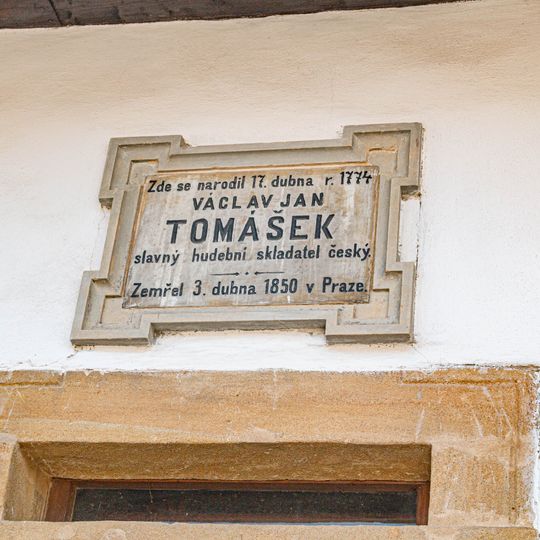 Zde se narodil 17. dubna r. 1774
VÁCLAV JAN
TOMÁŠEK
slavný hudební skladatel český.
Zemřel 3. dubna 1850 v Praze.